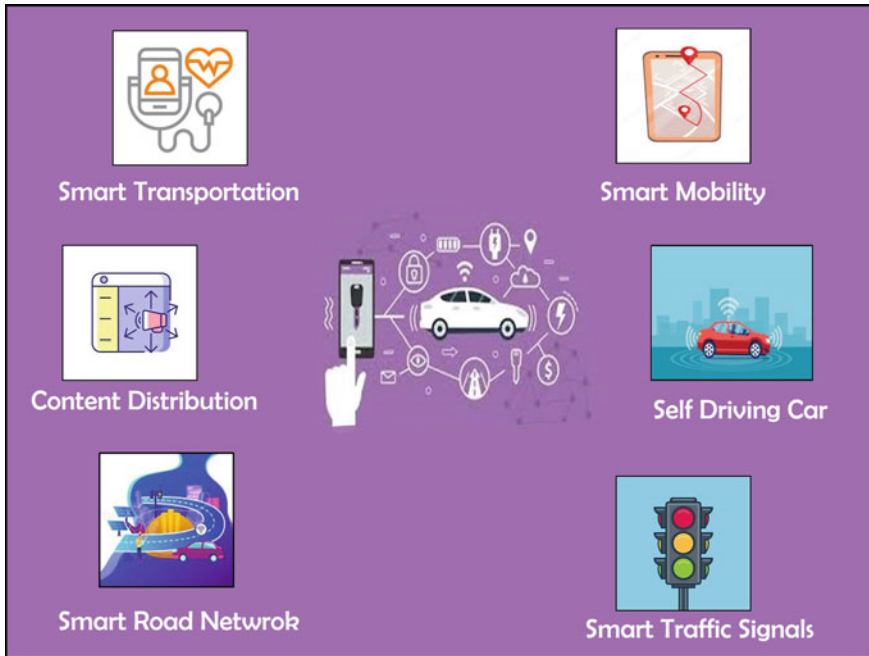 Smart Transportation
Smart Mobility
Content Distribution
Self Driving Car
Smart Road Netwrok
Smart Traffic Signals
$